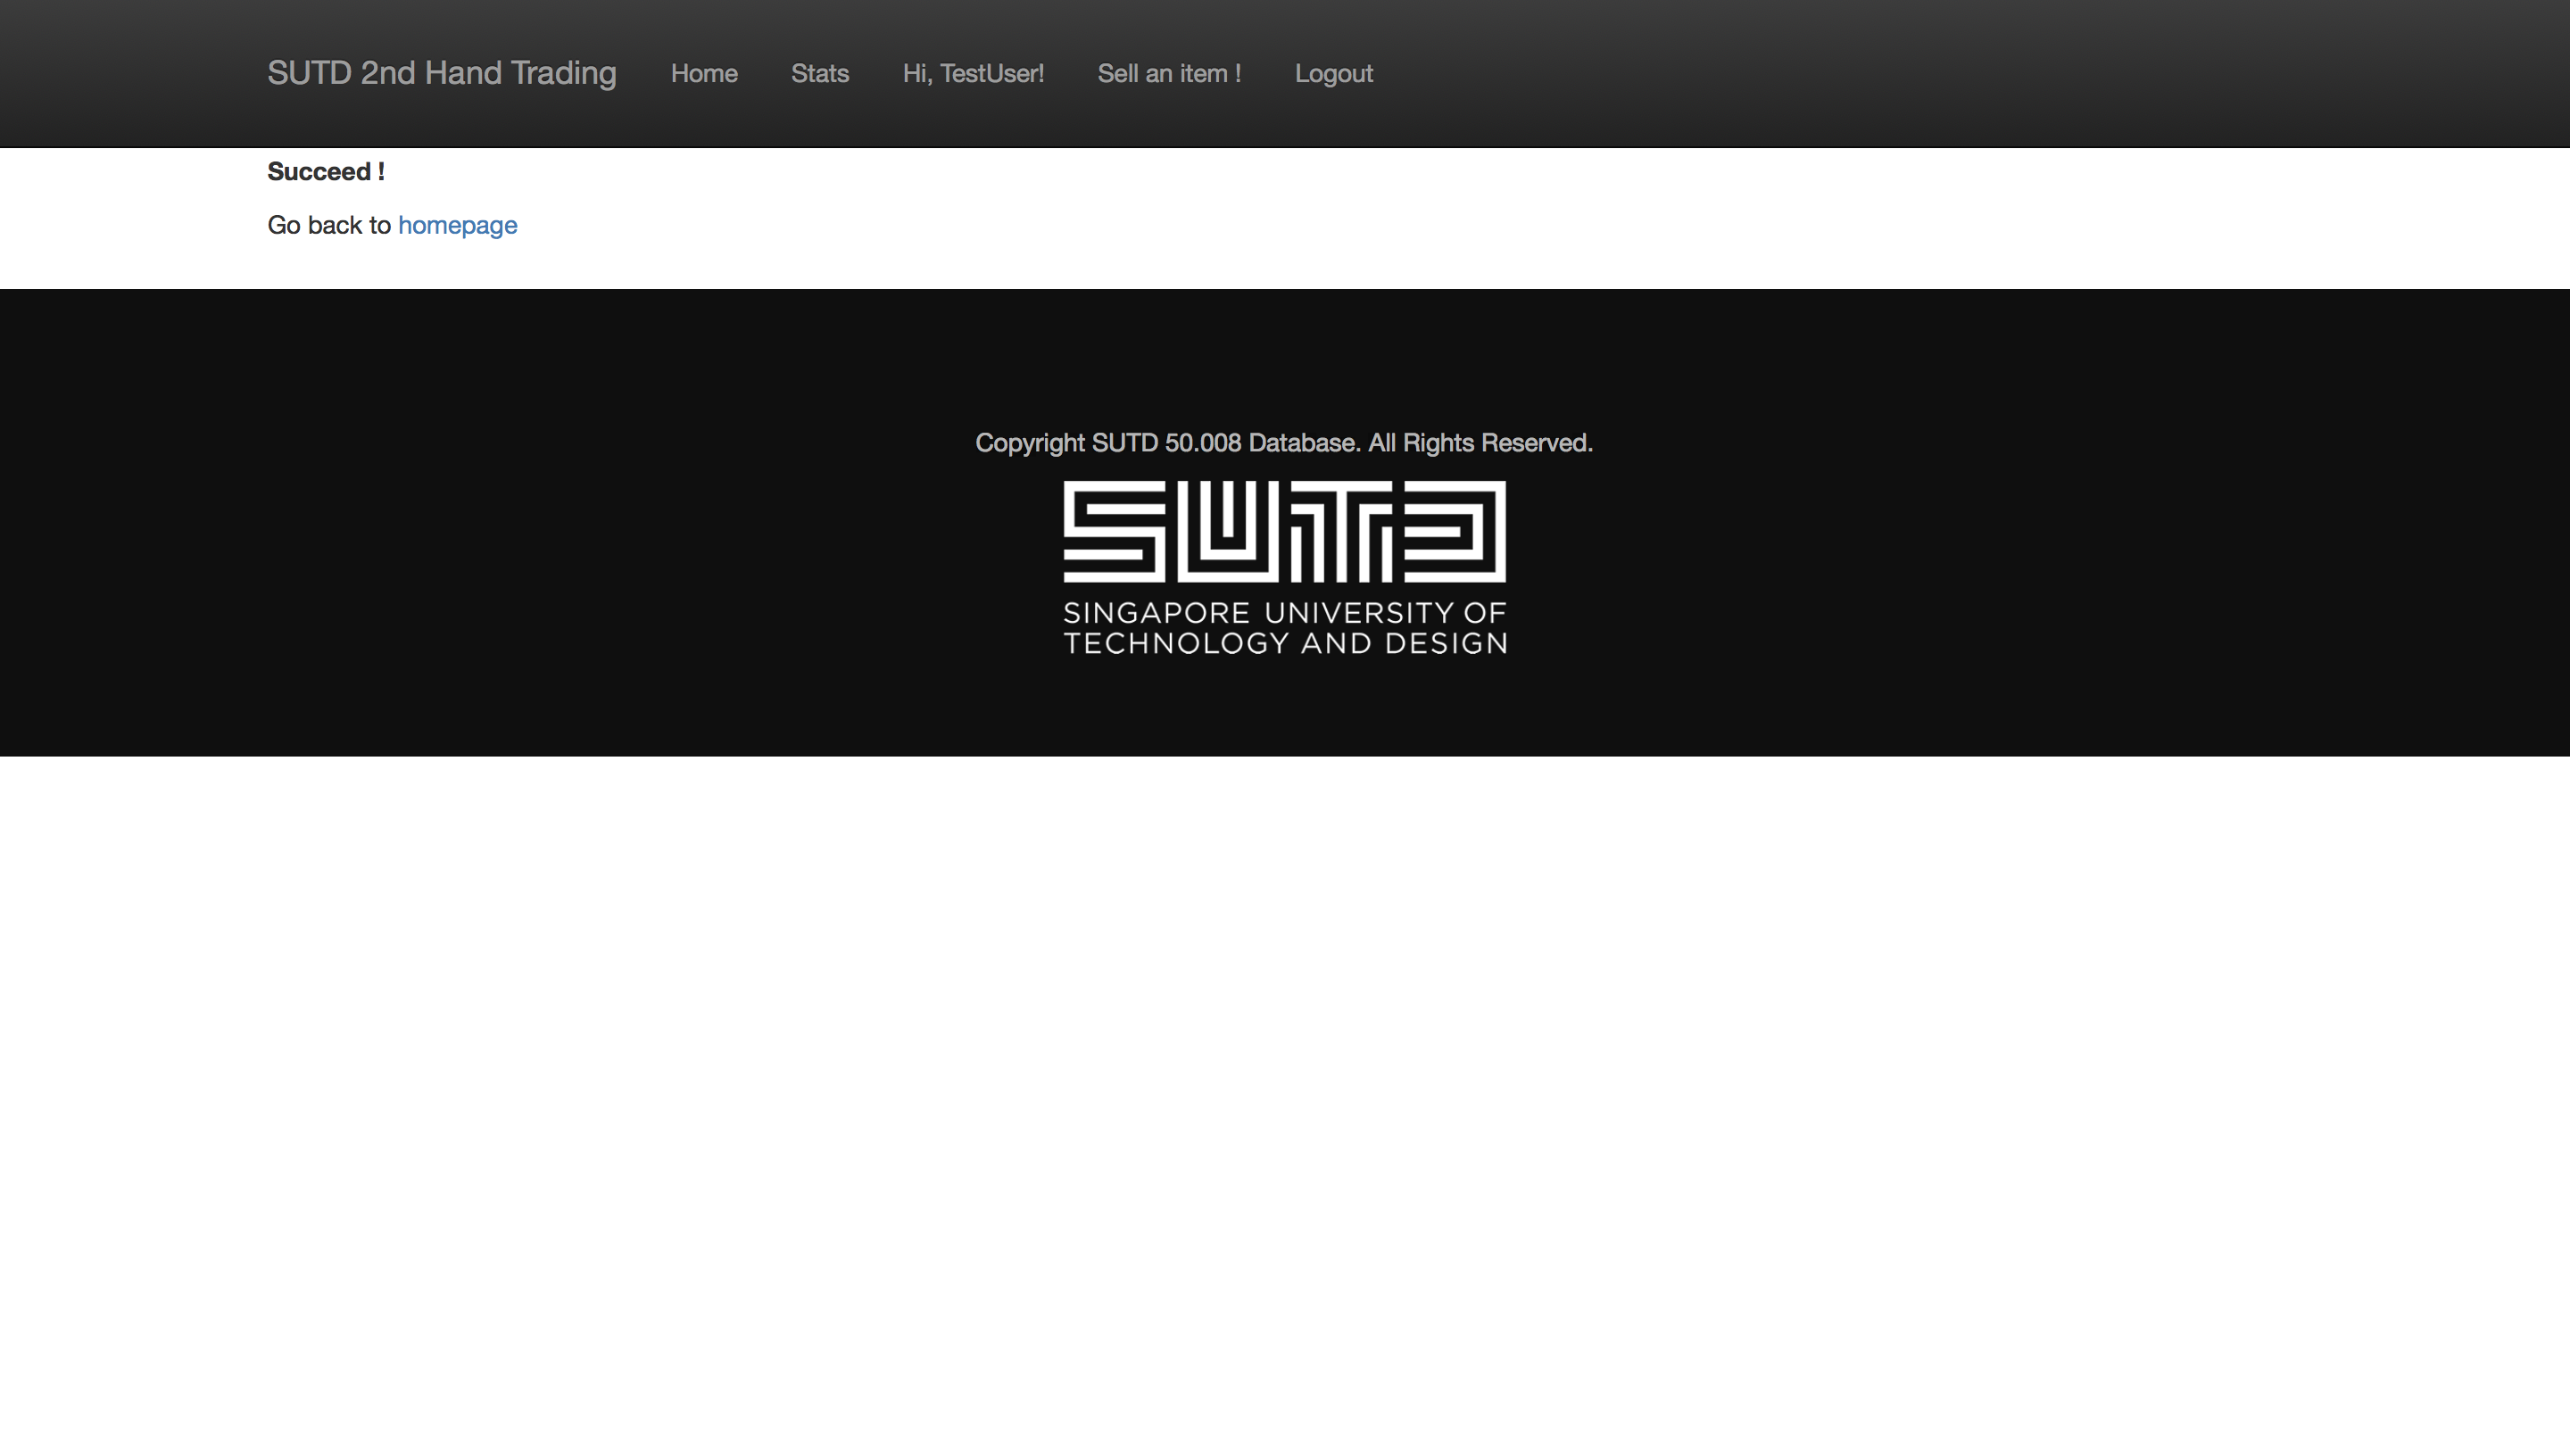 SUTD 2nd Hand Trading Home Stats Hi, TestUser! Sell an item ! Logout
Succeed !
Go back to homepage
Copyright SUTD 50.008 Database. All Rights Reserved.
SUTD
SINGAPORE UNIVERSITY OF
TECHNOLOGY AND DESIGN